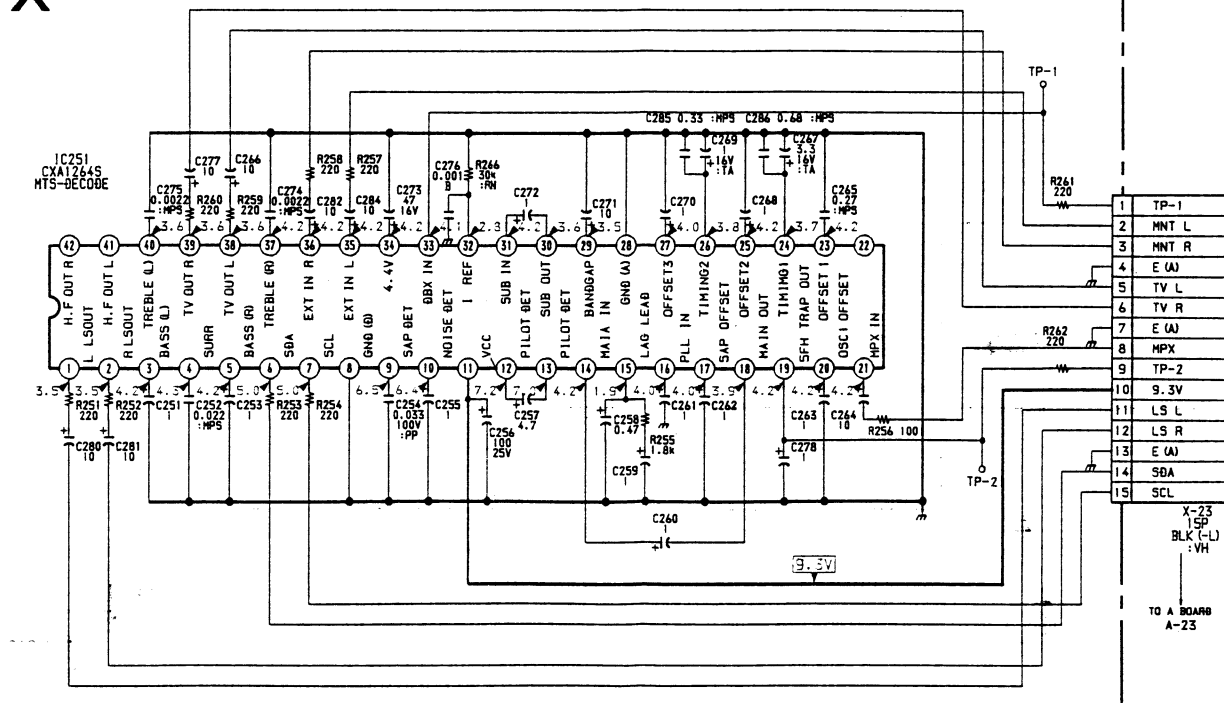 X
TP-1
C285 0.33 :MPS
C286 0.68 :MPS
IC251
CXA1264S
MTS-DECODE
C275
0.0022
:MPS
C277
10
R260
220
C266
10
R259
220
C274
0.0022
:MPS
R258
220
C282
10
R257
220
C284
10
C273
47
16V
C276
0.001
B
R266
30k
:RN
C272
1
C271
10
C270
1
C269
1
16V
:TA
C268
1
C267
3.3
16V
:TA
C265
0.27
:MPS
R261
220
3.6 3.6 3.6 4.2 4.2 4.2 4.2 4.1 2.3 4.2 3.6 3.5 4.0 3.8 4.2 3.7
42 41 40 39 38 37 36 35 34 33 32 31 30 29 28 27 26 25 24 23 22
H.F OUT R
H.F OUT L
TREBLE (L)
TV OUT R
TV OUT L
TREBLE (R)
EXT IN R
EXT IN L
4.4V
DBX IN
I REF
SUB IN
SUB OUT
BANDGAP
GND (A)
OFFSET3
TIMING2
OFFSET2
TIMING1
OFFSET1
L LSOUT
R LSOUT
BASS (L)
SURR
BASS (R)
SDA
SCL
GND (D)
SAP DET
NOISE DET
VCC
PILOT DET
PILOT DET
MAIA IN
LAG LEAD
PLL IN
SAP OFFSET
MAIN OUT
SFH TRAP OUT
OSCI OFFSET
MPX IN
1 2 3 4 5 6 7 8 9 10 11 12 13 14 15 16 17 18 19 20 21
3.5 3.5 4.2 4.3 4.2 5.0 5.0 6.5 6.4 7.2 7.0 4.2 1.9 4.0 3.9 4.2 4.2 4.2
R251
220
R252
220
C251
1
C252
0.022
:MPS
C253
1
R253
220
R254
220
C254
0.033
100V
:PP
C255
1
C256
100
25V
C257
4.7
C258
0.47
R255
1.8k
C259
1
C261
1
C262
1
C263
1
C264
10
R256 100
C280
10
C281
10
C278
1
C260
1
R262
220
TP-2
9.3V
1 TP-1
2 MNT L
3 MNT R
4 E (A)
5 TV L
6 TV R
7 E (A)
8 MPX
9 TP-2
10 9.3V
11 LS L
12 LS R
13 E (A)
14 SDA
15 SCL
X-23
15P
BLK (-L)
:VH
TO A BOARD
A-23